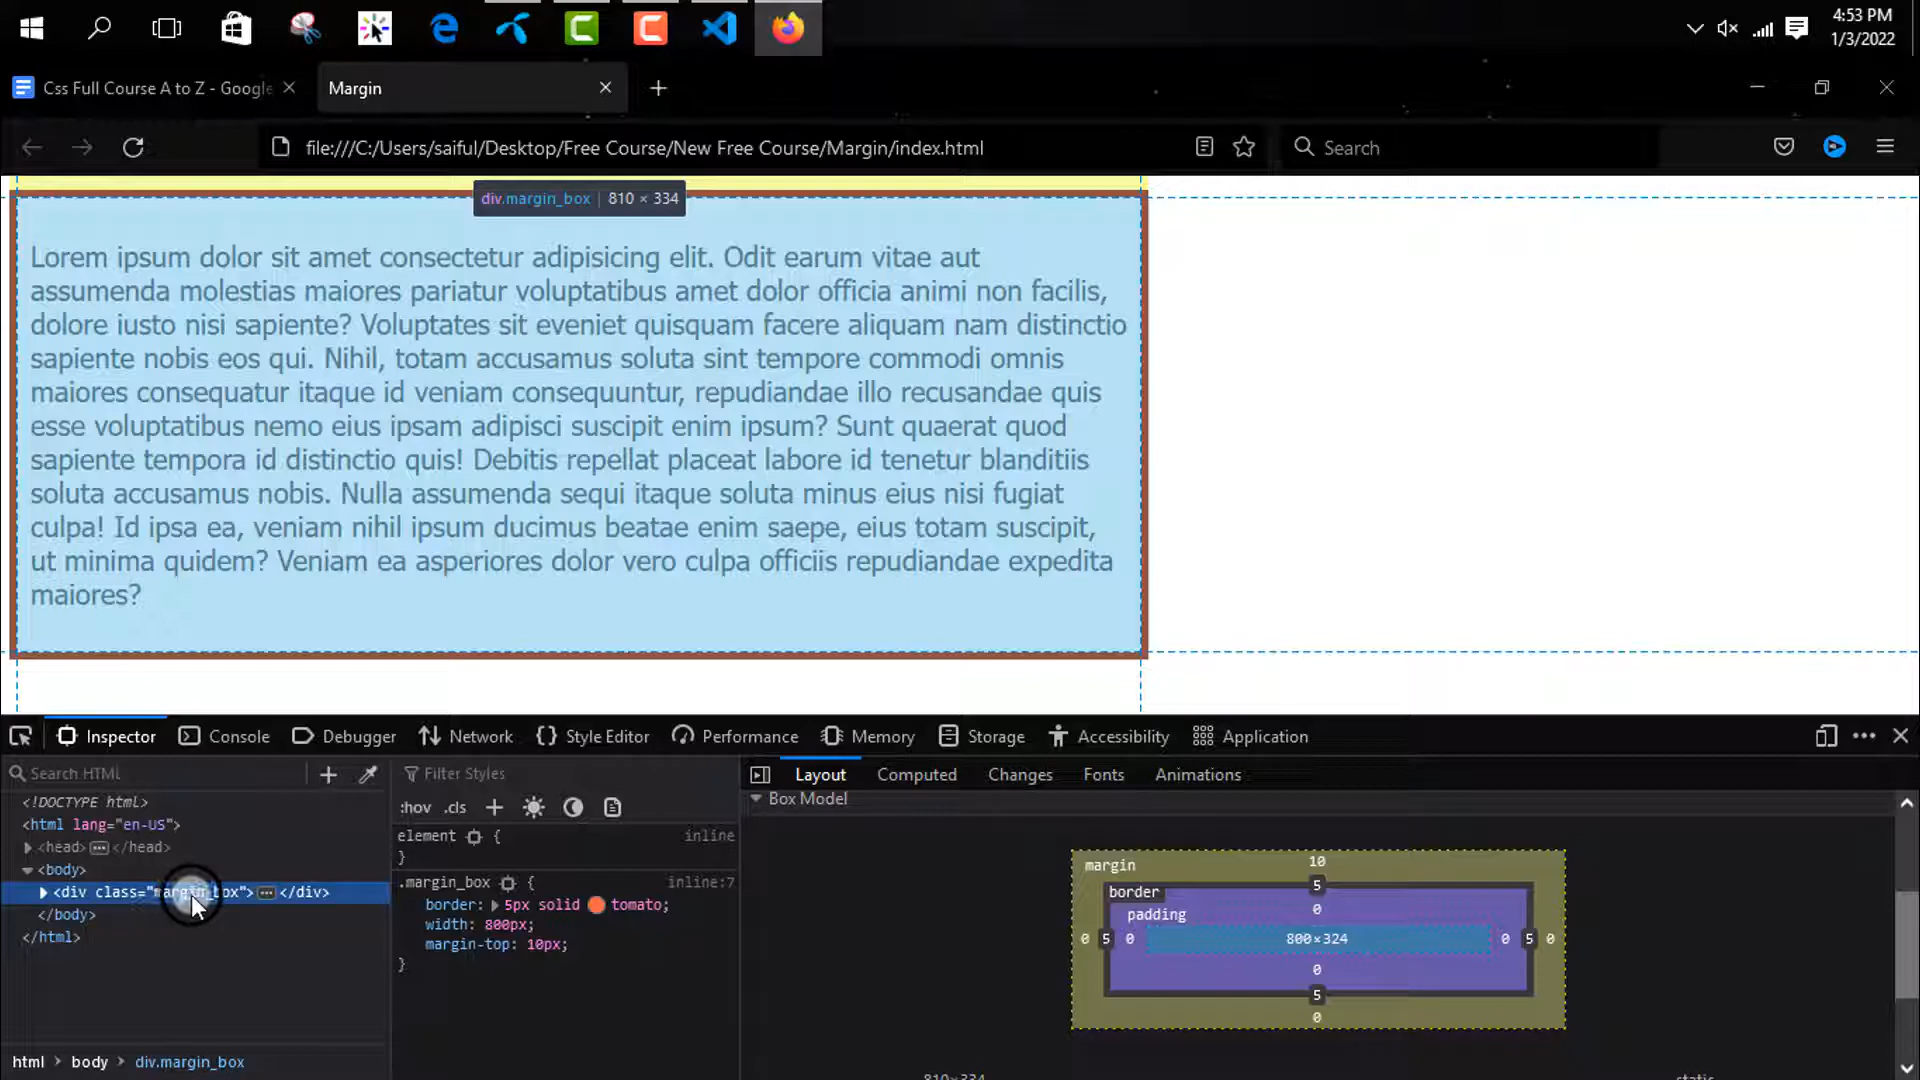 4:53 PM
1/3/2022
Css Full Course A to Z - Google
Margin
file:///C:/Users/saiful/Desktop/Free Course/New Free Course/Margin/index.html
Search
div.margin_box | 810 × 334
Lorem ipsum dolor sit amet consectetur adipisicing elit. Odit earum vitae aut
assumenda molestias maiores pariatur voluptatibus amet dolor officia animi non facilis,
dolore iusto nisi sapiente? Voluptates sit eveniet quisquam facere aliquam nam distinctio
sapiente nobis eos qui. Nihil, totam accusamus soluta sint tempore commodi omnis
maiores consequatur itaque id veniam consequuntur, repudiandae illo recusandae quis
esse voluptatibus nemo eius ipsam adipisci suscipit enim ipsum? Sunt quaerat quod
sapiente tempora id distinctio quis! Debitis repellat placeat labore id tenetur blanditiis
soluta accusamus nobis. Nulla assumenda sequi itaque soluta minus eius nisi fugiat
culpa! Id ipsa ea, veniam nihil ipsum ducimus beatae enim saepe, eius totam suscipit,
ut minima quidem? Veniam ea asperiores dolor vero culpa officiis repudiandae expedita
maiores?
Inspector Console Debugger Network {} Style Editor Performance Memory Storage Accessibility Application
Search HTML
<!DOCTYPE html>
<html lang="en-US">
<head> </head>
<body>
<div class="margin_box"> </div>
</body>
</html>
html > body > div.margin_box
Filter Styles
:hov .cls
element { inline
}
.margin_box { inline:7
border: 5px solid tomato;
width: 800px;
margin-top: 10px;
}
Layout Computed Changes Fonts Animations
Box Model
margin 10
border 5
padding 0
0 5 0 800×324 0 5 0
0
5
0
810×334 static